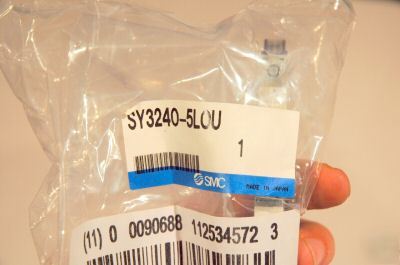 SY3240-5LOU
1
SMC
MADE IN JAPAN
(11) 0 0090688 112534572 3